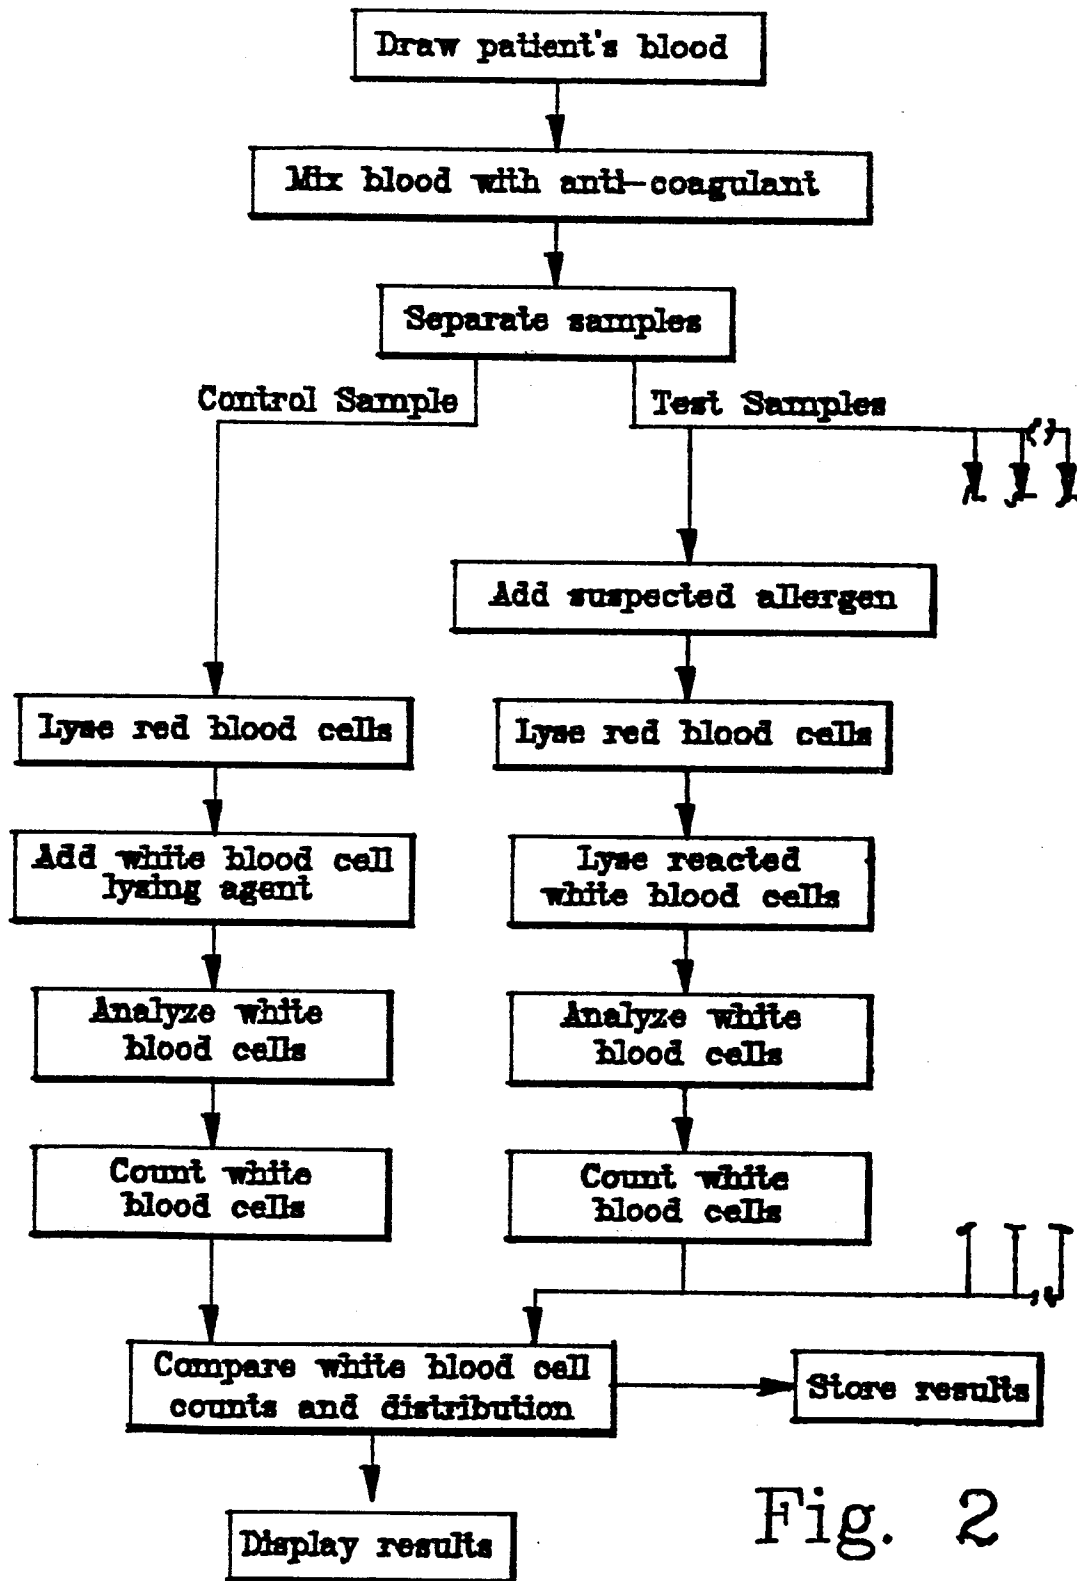 Draw patient's blood
Mix blood with anti-coagulant
Separate samples
Control Sample
Test Samples
Add suspected allergen
Lyse red blood cells
Lyse red blood cells
Add white blood cell
lysing agent
Lyse reacted
white blood cells
Analyze white
blood cells
Analyze white
blood cells
Count white
blood cells
Count white
blood cells
Compare white blood cell
counts and distribution
Store results
Display results
Fig. 2